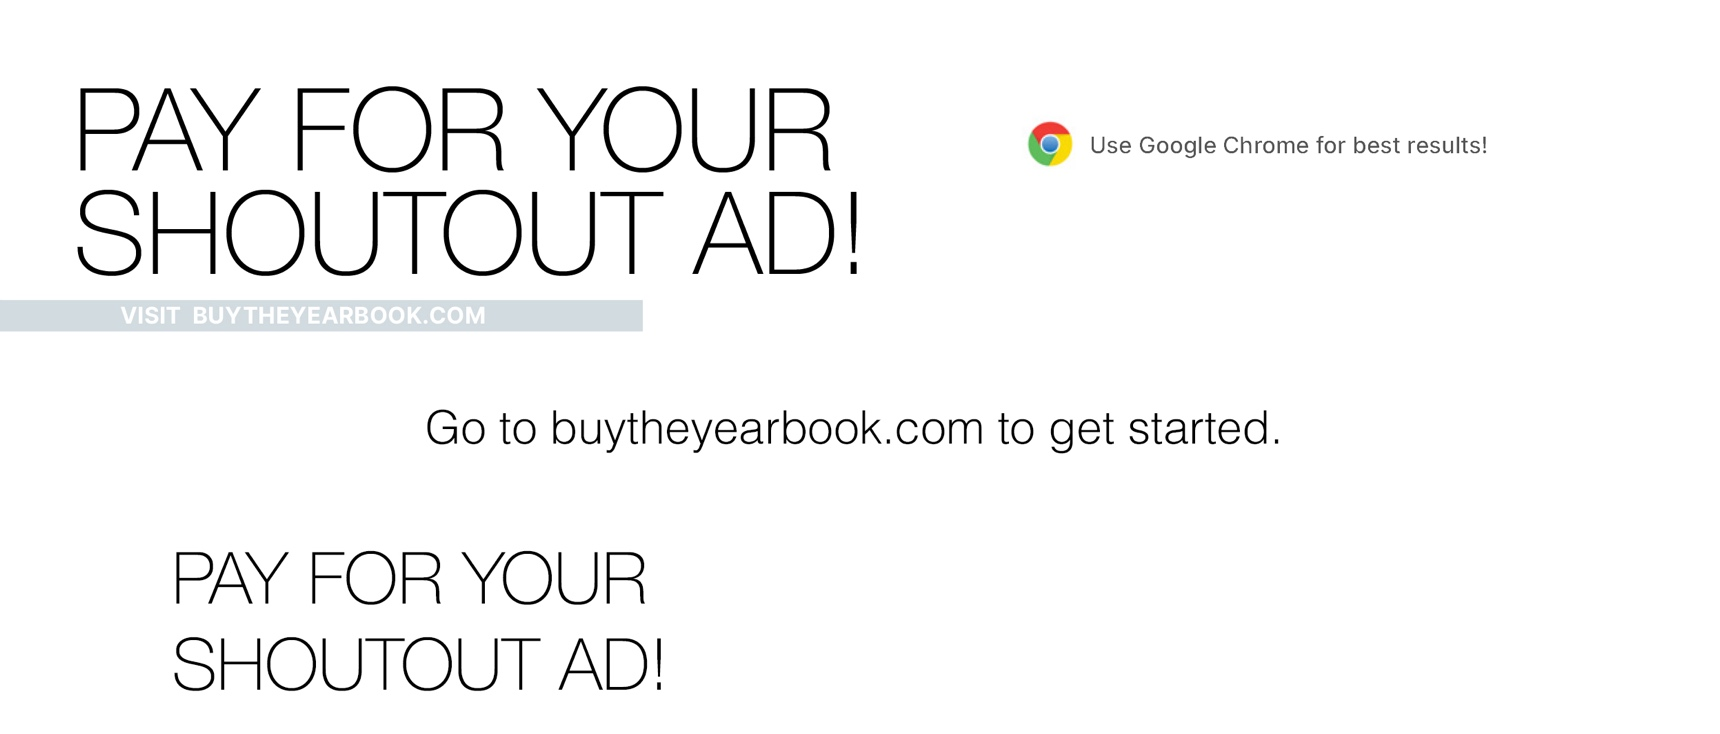 PAY FOR YOUR
SHOUTOUT AD!
Use Google Chrome for best results!
VISIT BUYTHEYEARBOOK.COM
Go to buytheyearbook.com to get started.
PAY FOR YOUR
SHOUTOUT AD!